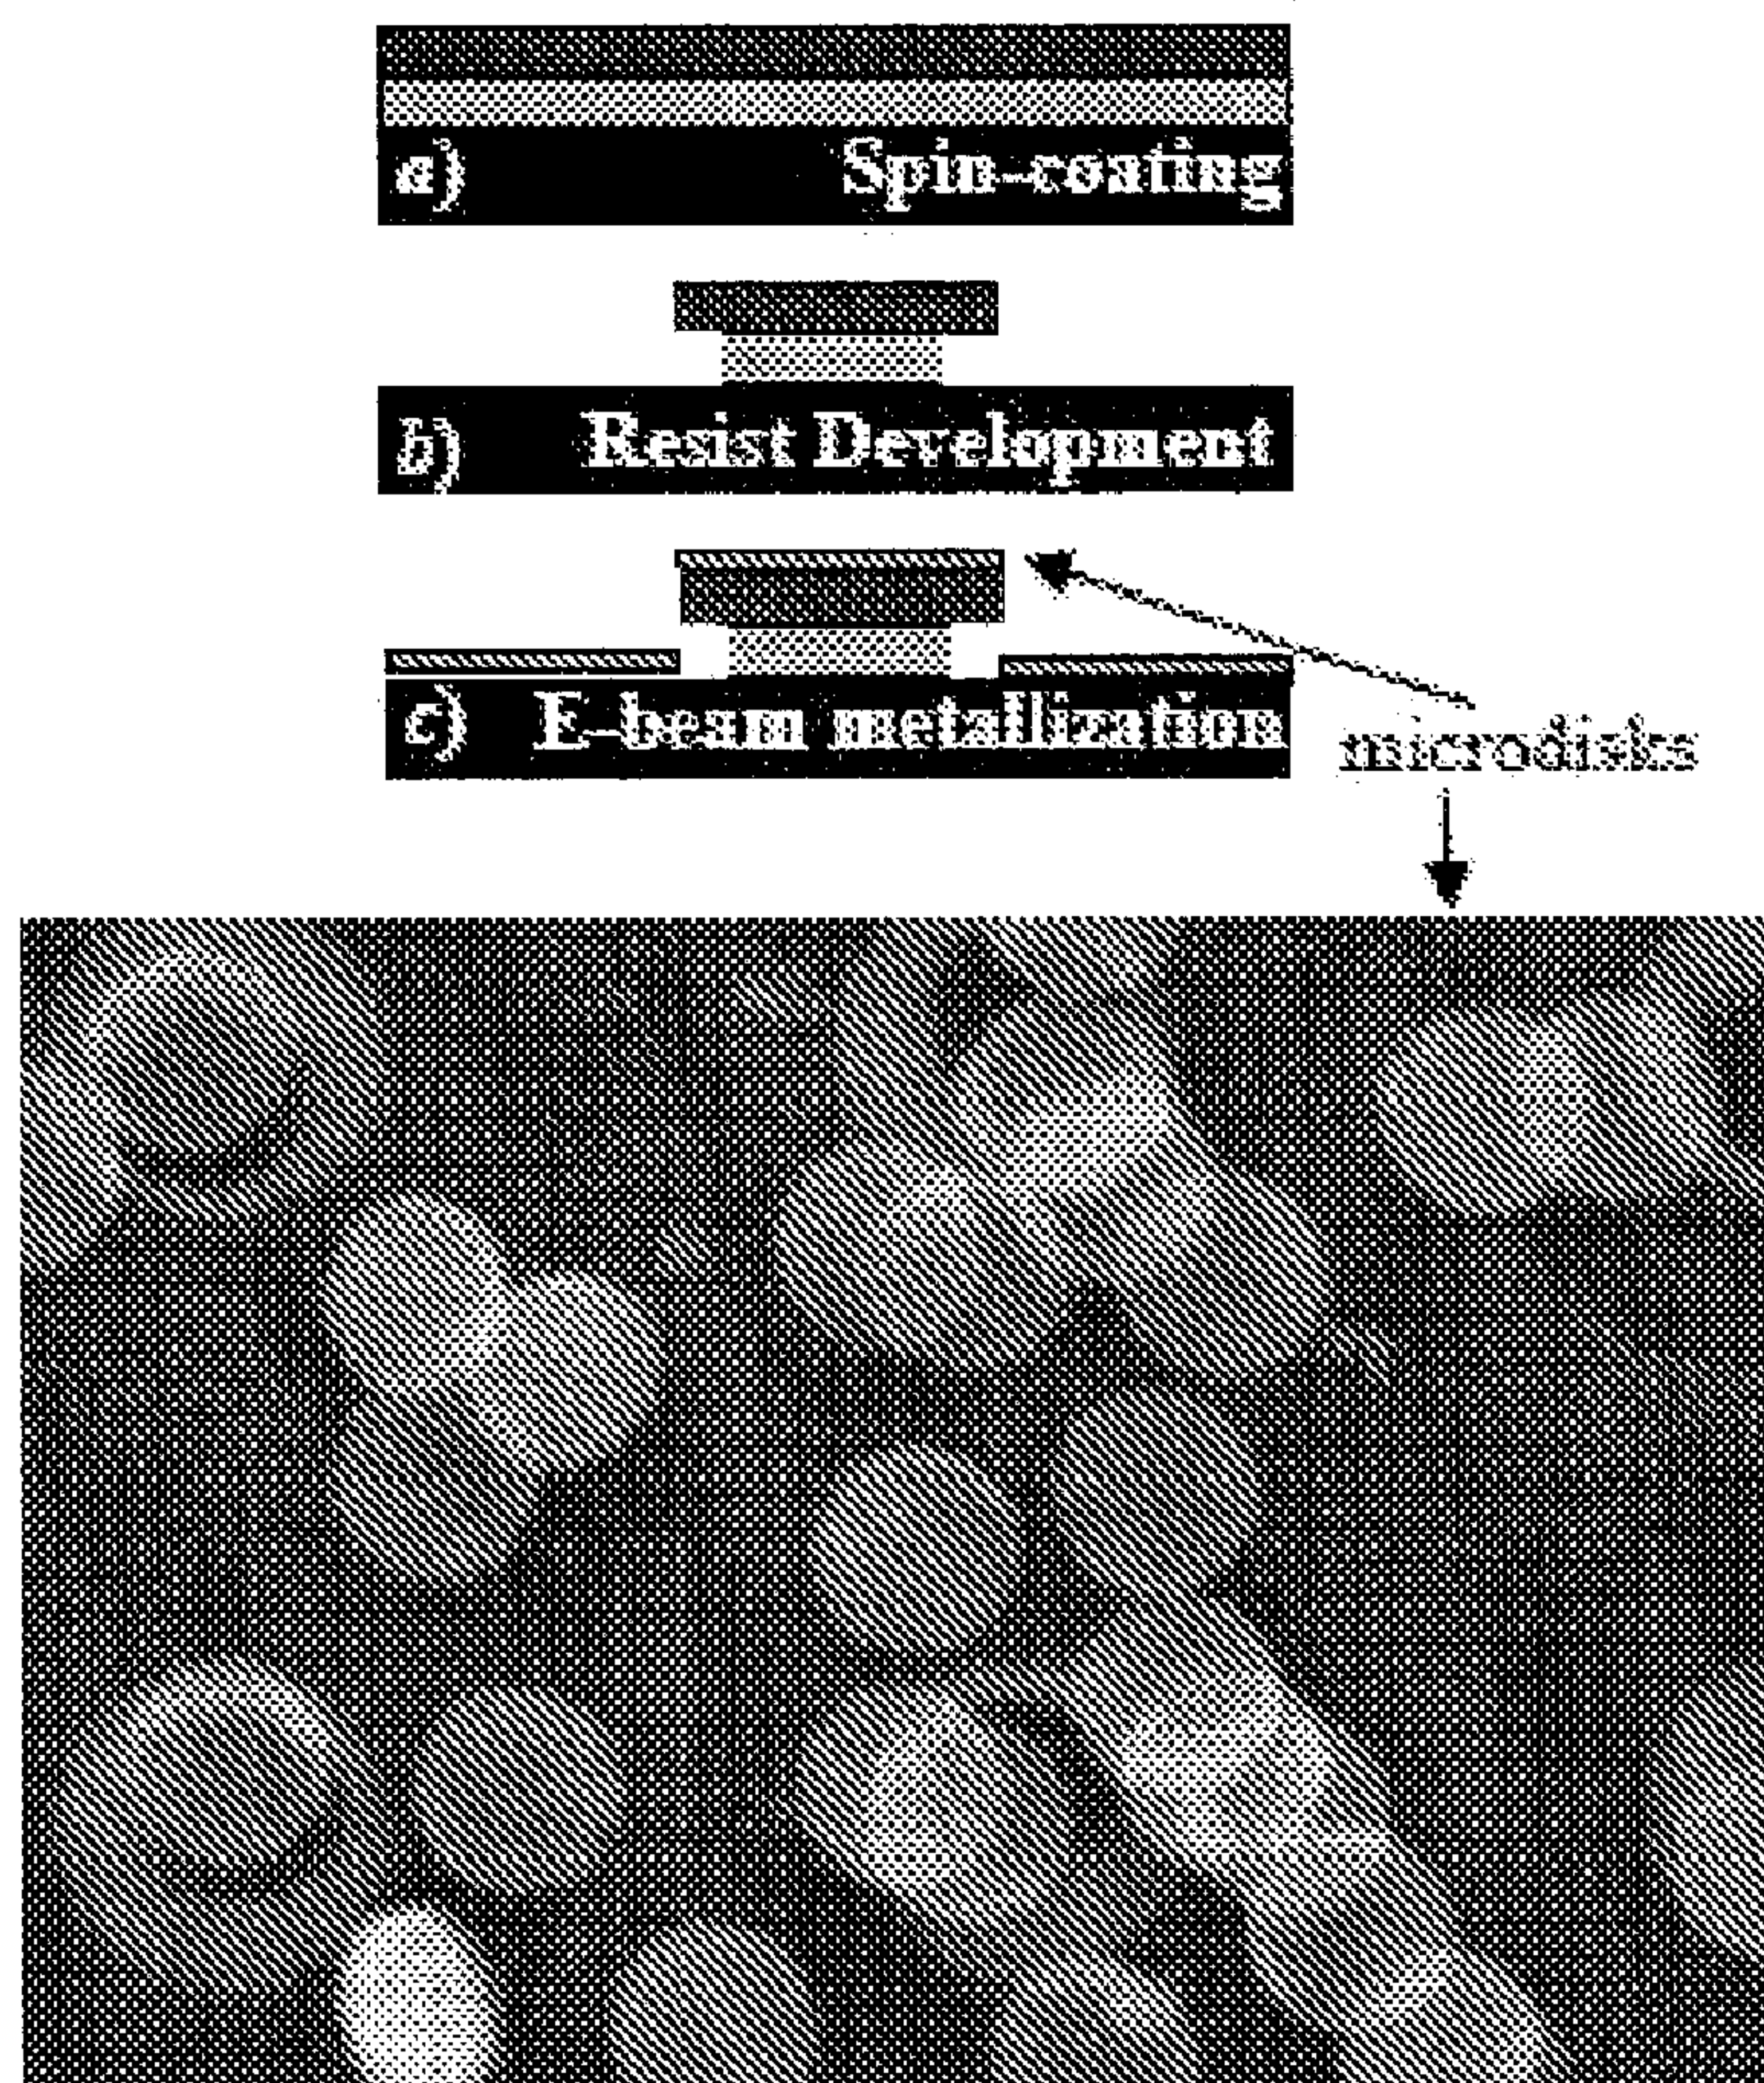 a) Spin-coating
b) Resist Development
c) E-beam metallization
microdisks